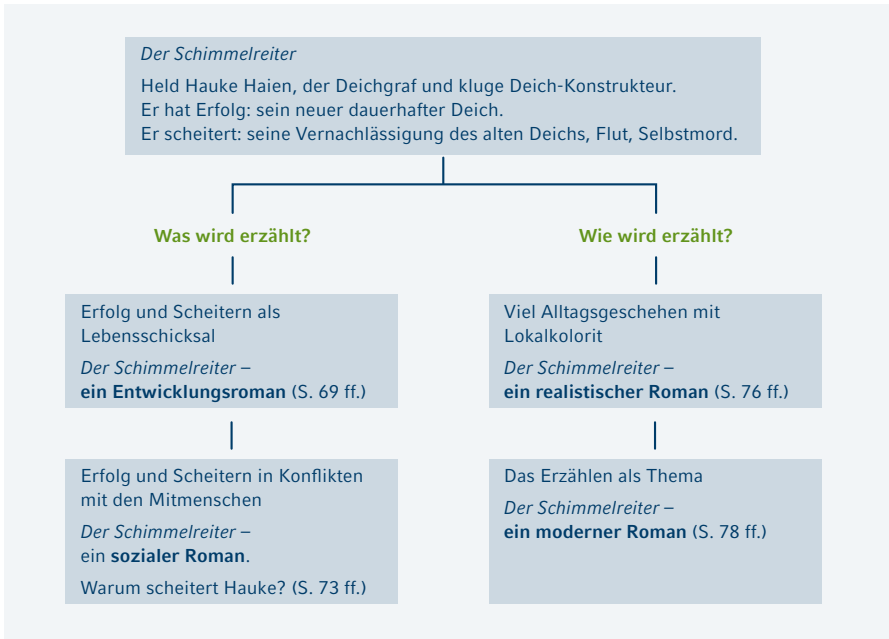 Der Schimmelreiter
Held Hauke Haien, der Deichgraf und kluge Deich-Konstrukteur.
Er hat Erfolg: sein neuer dauerhafter Deich.
Er scheitert: seine Vernachlässigung des alten Deichs, Flut, Selbstmord.
Was wird erzählt?
Erfolg und Scheitern als
Lebensschicksal
Der Schimmelreiter –
ein Entwicklungsroman (S. 69 ff.)
Erfolg und Scheitern in Konflikten
mit den Mitmenschen
Der Schimmelreiter –
ein sozialer Roman.
Warum scheitert Hauke? (S. 73 ff.)
Wie wird erzählt?
Viel Alltagsgeschehen mit
Lokalkolorit
Der Schimmelreiter –
ein realistischer Roman (S. 76 ff.)
Das Erzählen als Thema
Der Schimmelreiter –
ein moderner Roman (S. 78 ff.)